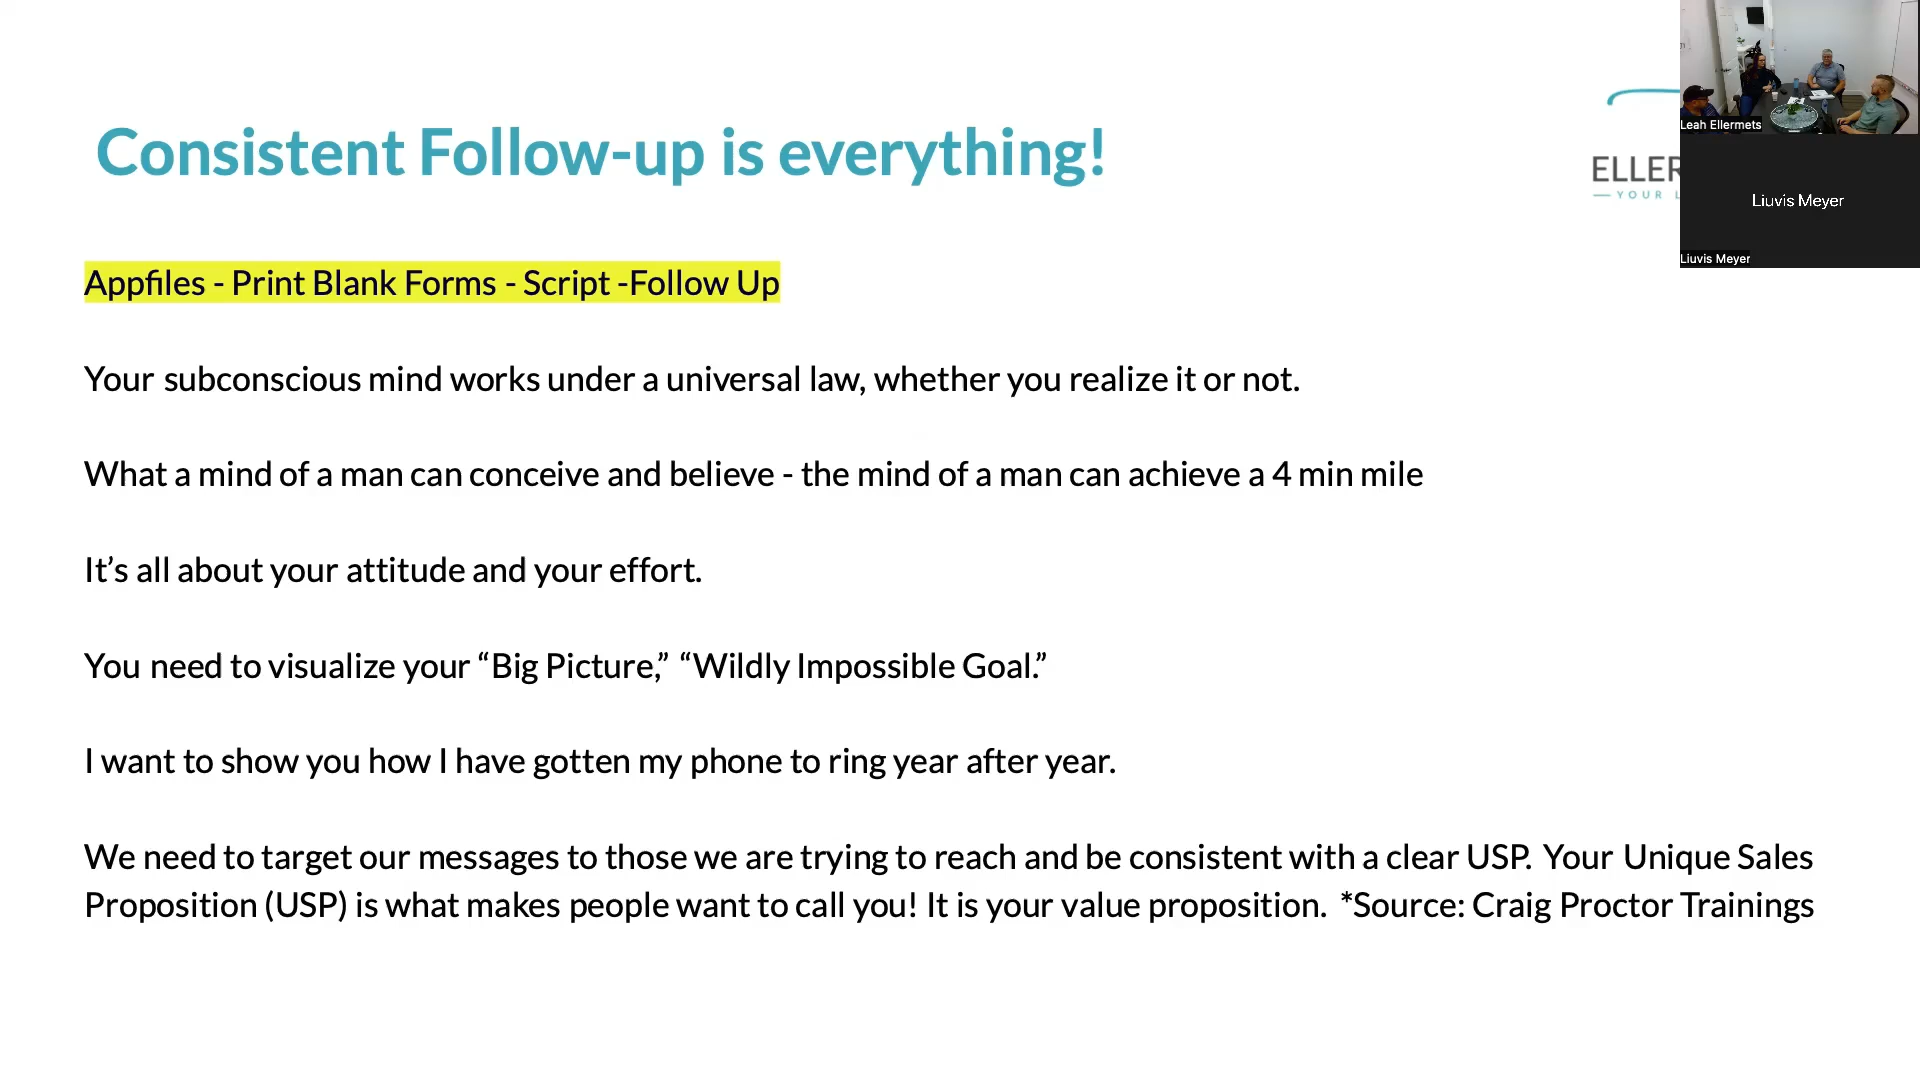 Consistent Follow-up is everything!
ELLER
YOUR
Leah Ellermets
Liuvis Meyer
Liuvis Meyer
Appfiles - Print Blank Forms - Script -Follow Up
Your subconscious mind works under a universal law, whether you realize it or not.
What a mind of a man can conceive and believe - the mind of a man can achieve a 4 min mile
It’s all about your attitude and your effort.
You need to visualize your “Big Picture,” “Wildly Impossible Goal.”
I want to show you how I have gotten my phone to ring year after year.
We need to target our messages to those we are trying to reach and be consistent with a clear USP. Your Unique Sales
Proposition (USP) is what makes people want to call you! It is your value proposition. *Source: Craig Proctor Trainings